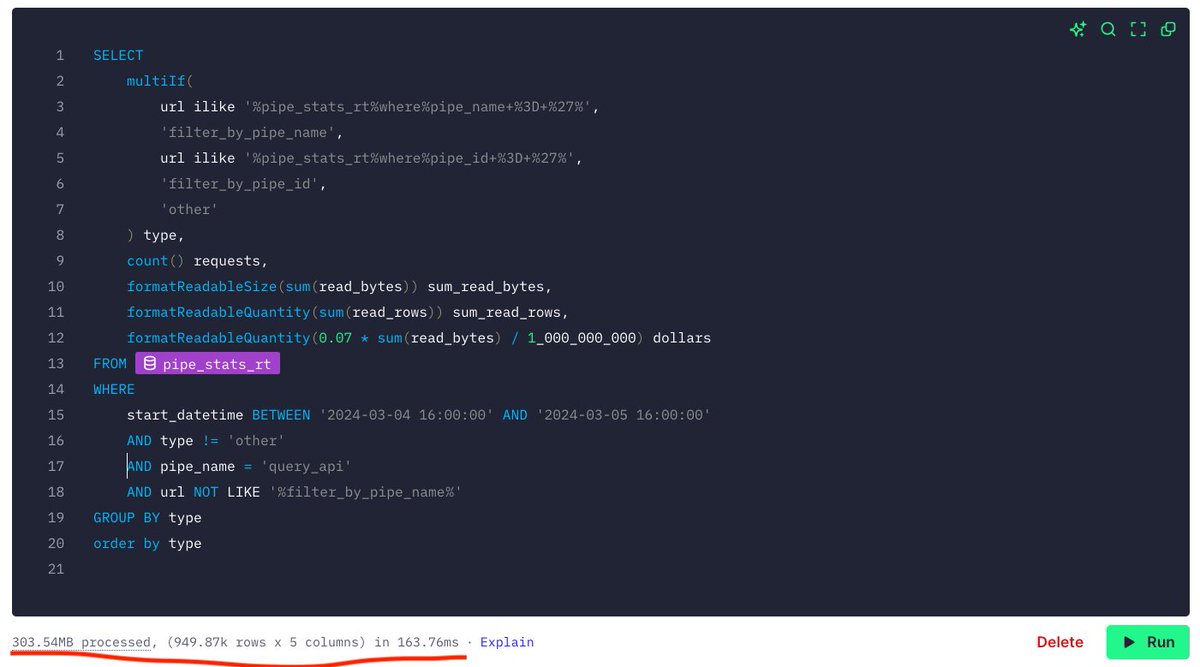 1 SELECT
2     multiIf(
3         url ilike '%pipe_stats_rt%where%pipe_name+%3D+%27%',
4         'filter_by_pipe_name',
5         url ilike '%pipe_stats_rt%where%pipe_id+%3D+%27%',
6         'filter_by_pipe_id',
7         'other'
8     ) type,
9     count() requests,
10     formatReadableSize(sum(read_bytes)) sum_read_bytes,
11     formatReadableQuantity(sum(read_rows)) sum_read_rows,
12     formatReadableQuantity(0.07 * sum(read_bytes) / 1_000_000_000) dollars
13 FROM pipe_stats_rt
14 WHERE
15     start_datetime BETWEEN '2024-03-04 16:00:00' AND '2024-03-05 16:00:00'
16     AND type != 'other'
17     AND pipe_name = 'query_api'
18     AND url NOT LIKE '%filter_by_pipe_name%'
19 GROUP BY type
20 order by type
21
303.54MB processed, (949.87k rows x 5 columns) in 163.76ms · Explain
Delete
Run